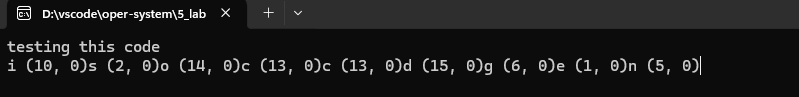 D:\vscode\oper-system\5_lab
testing this code
i (10, 0)s (2, 0)o (14, 0)c (13, 0)c (13, 0)d (15, 0)g (6, 0)e (1, 0)n (5, 0)